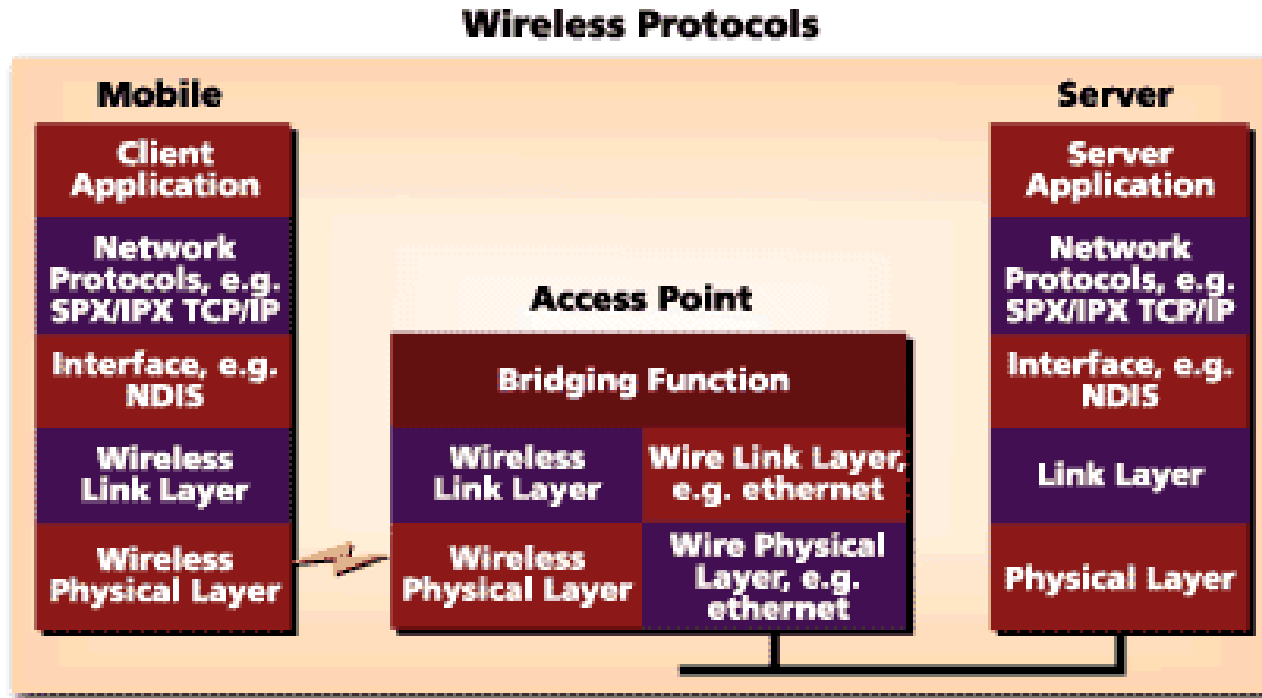 Wireless Protocols
Mobile
Client
Application
Network
Protocols, e.g.
SPX/IPX TCP/IP
Interface, e.g.
NDIS
Wireless
Link Layer
Wireless
Physical Layer
Access Point
Bridging Function
Wireless
Link Layer
Wire Link Layer,
e.g. ethernet
Wireless
Physical Layer
Wire Physical
Layer, e.g.
ethernet
Server
Server
Application
Network
Protocols, e.g.
SPX/IPX TCP/IP
Interface, e.g.
NDIS
Link Layer
Physical Layer